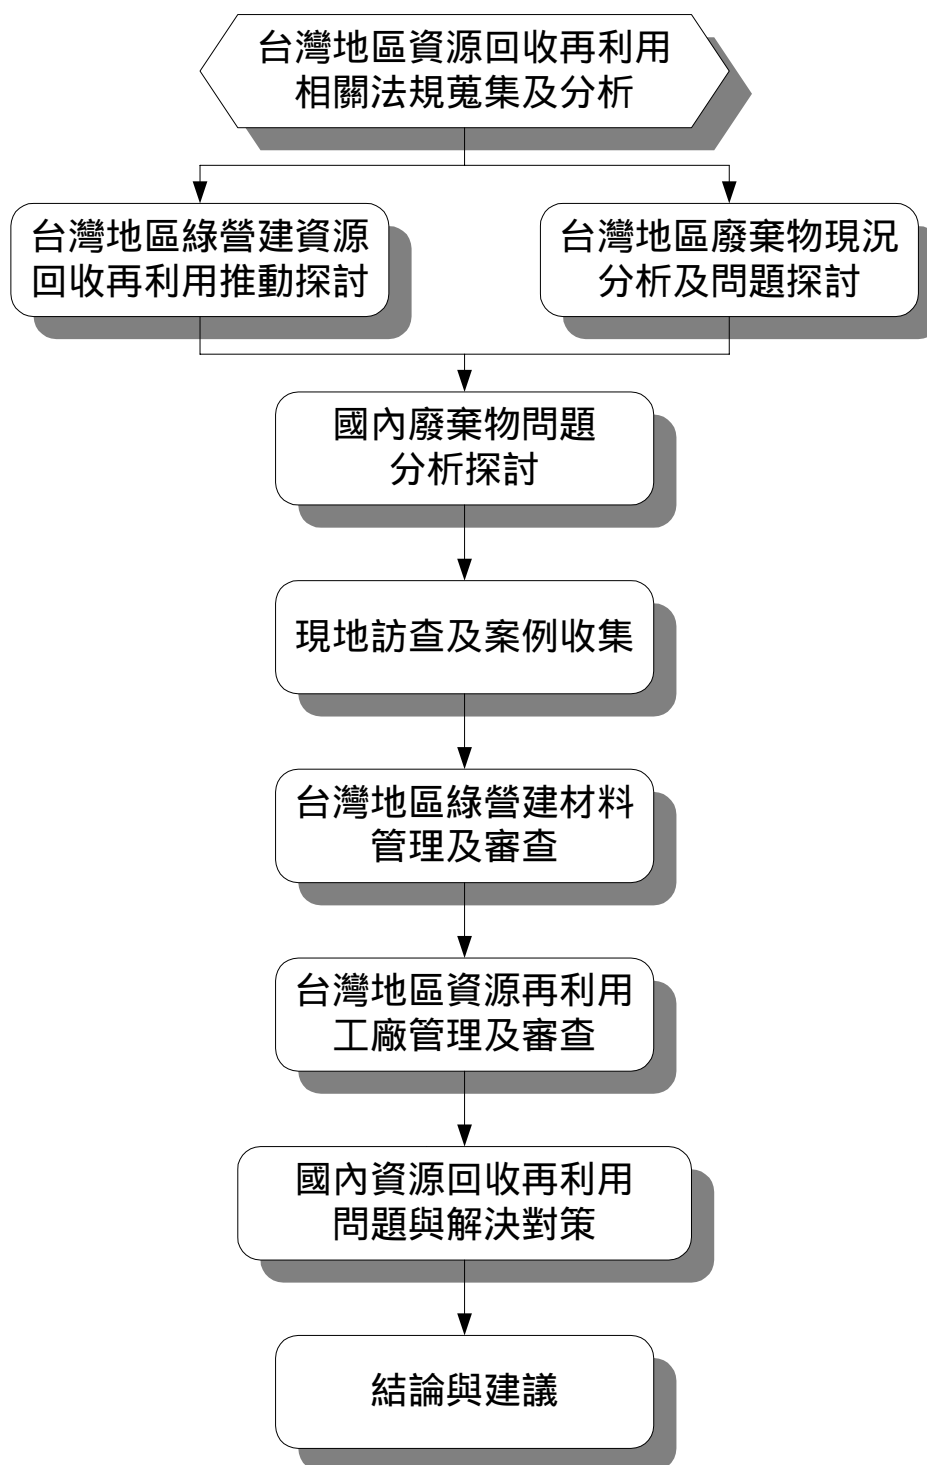 台灣地區資源回收再利用
相關法規蒐集及分析
台灣地區綠營建資源
回收再利用推動探討
台灣地區廢棄物現況
分析及問題探討
國內廢棄物問題
分析探討
現地訪查及案例收集
台灣地區綠營建材料
管理及審查
台灣地區資源再利用
工廠管理及審查
國內資源回收再利用
問題與解決對策
結論與建議